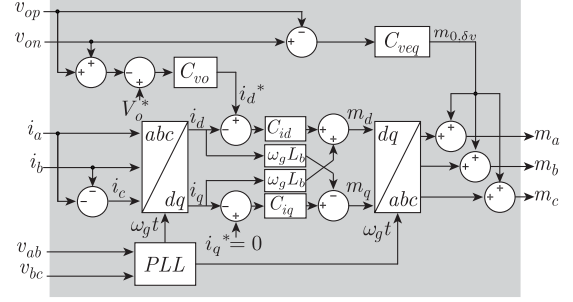 v_op
v_on
C_veq
m_0.δv
C_vo
V_o*
i_d*
i_a
i_b
i_c
abc
dq
i_d
i_q
C_id
ω_g L_b
ω_g L_b
C_iq
m_d
m_q
dq
abc
m_a
m_b
m_c
ω_g t
i_q* = 0
ω_g t
v_ab
v_bc
PLL